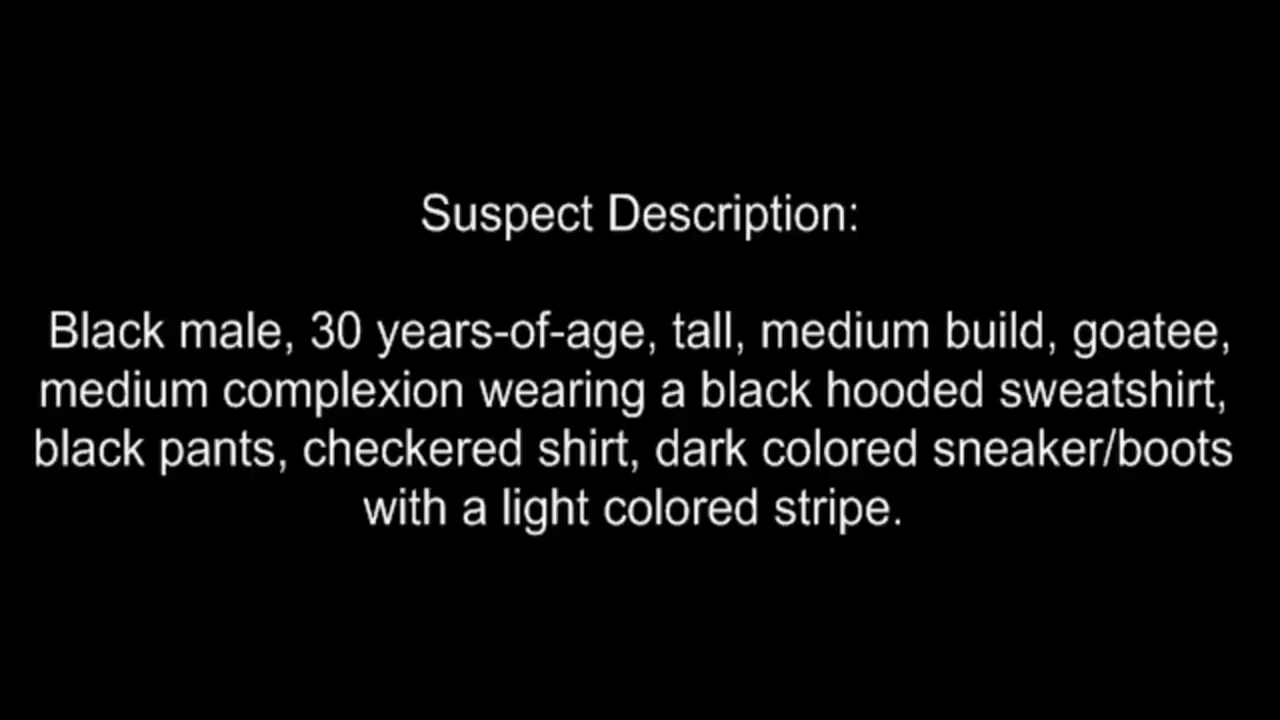 Suspect Description:
Black male, 30 years-of-age, tall, medium build, goatee,
medium complexion wearing a black hooded sweatshirt,
black pants, checkered shirt, dark colored sneaker/boots
with a light colored stripe.